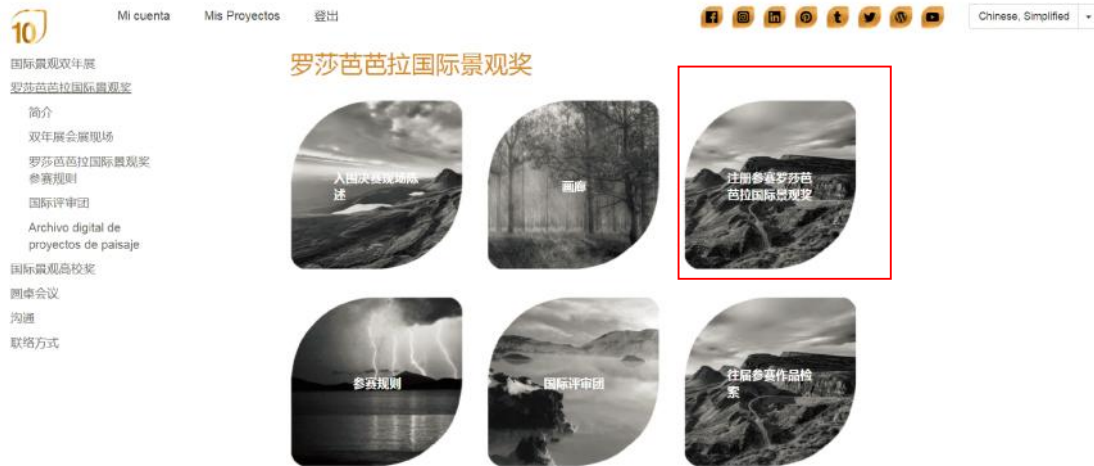 10
Mi cuenta
Mis Proyectos
登出
Chinese, Simplified
国际景观双年展
罗莎芭芭拉国际景观奖
简介
双年展会展现场
罗莎芭芭拉国际景观奖
参赛规则
国际评审团
Archivo digital de
proyectos de paisaje
国际景观高校奖
圆桌会议
沟通
联络方式
罗莎芭芭拉国际景观奖
入围决赛现场陈
述
画廊
注册参赛罗莎芭
芭拉国际景观奖
参赛规则
国际评审团
往届参赛作品检
索